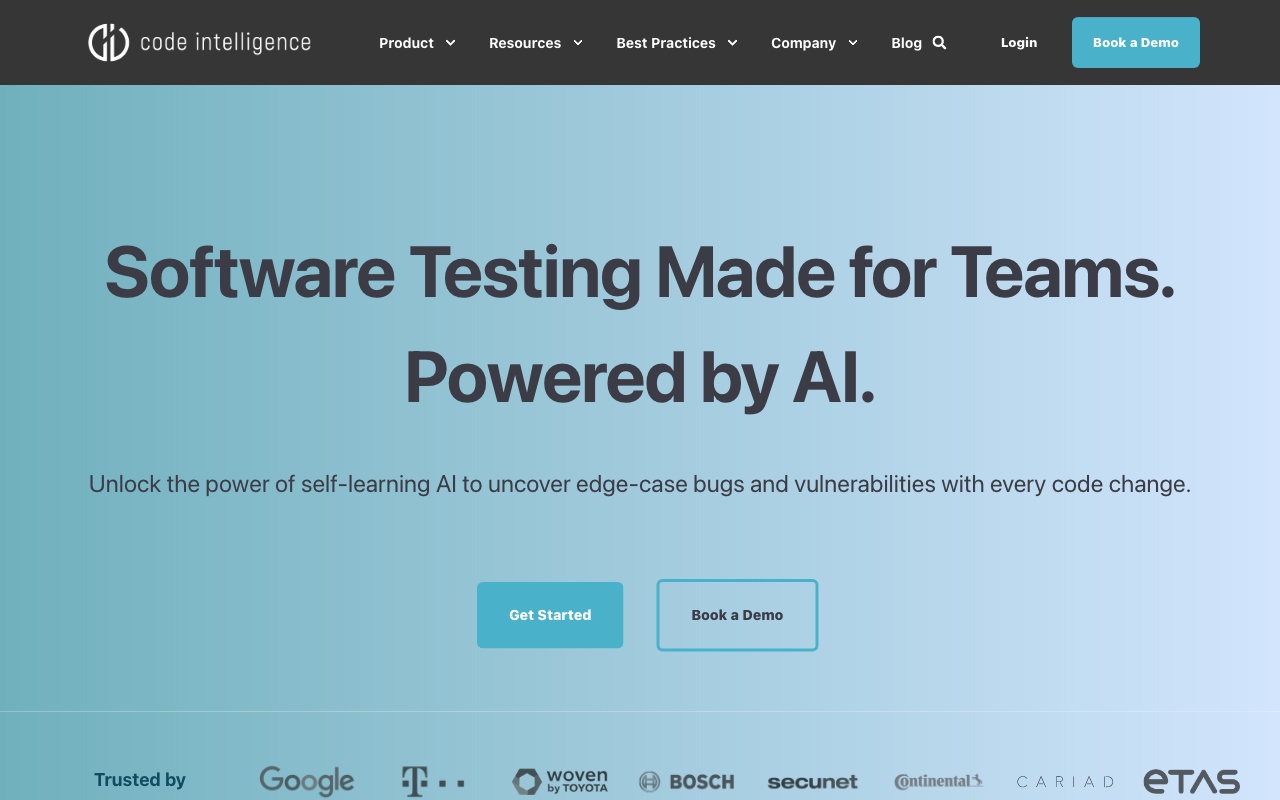 code intelligence
Product
Resources
Best Practices
Company
Blog
Login
Book a Demo
Software Testing Made for Teams.
Powered by AI.
Unlock the power of self-learning AI to uncover edge-case bugs and vulnerabilities with every code change.
Get Started
Book a Demo
Trusted by
Google
T
woven
by TOYOTA
BOSCH
secunet
Continental
CARIAD
eTAS